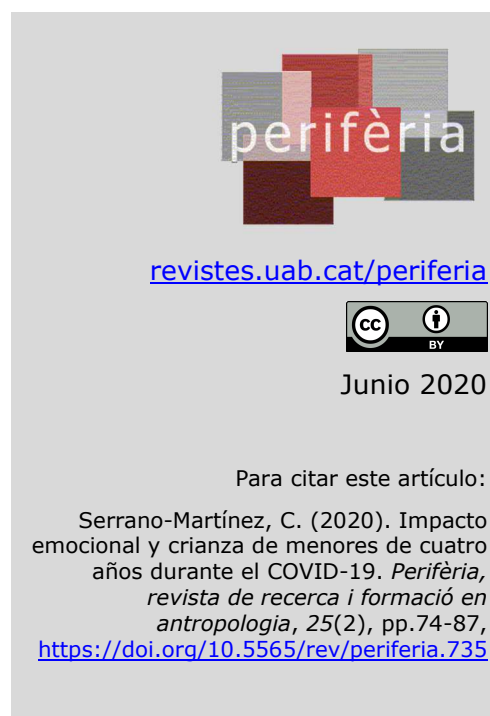 perifèria
revistes.uab.cat/periferia
cc
BY
Junio 2020
Para citar este artículo:
Serrano-Martínez, C. (2020). Impacto
emocional y crianza de menores de cuatro
años durante el COVID-19. Perifèria,
revista de recerca i formació en
antropologia, 25(2), pp.74-87,
https://doi.org/10.5565/rev/periferia.735